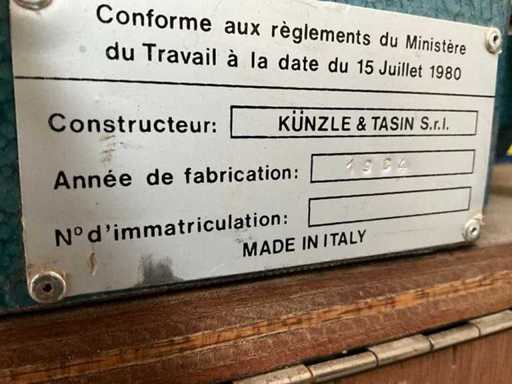 Conforme aux règlements du Ministère
du Travail à la date du 15 Juillet 1980
Constructeur: KÜNZLE & TASIN S.r.l.
Année de fabrication: 1984
N° d'immatriculation:
MADE IN ITALY